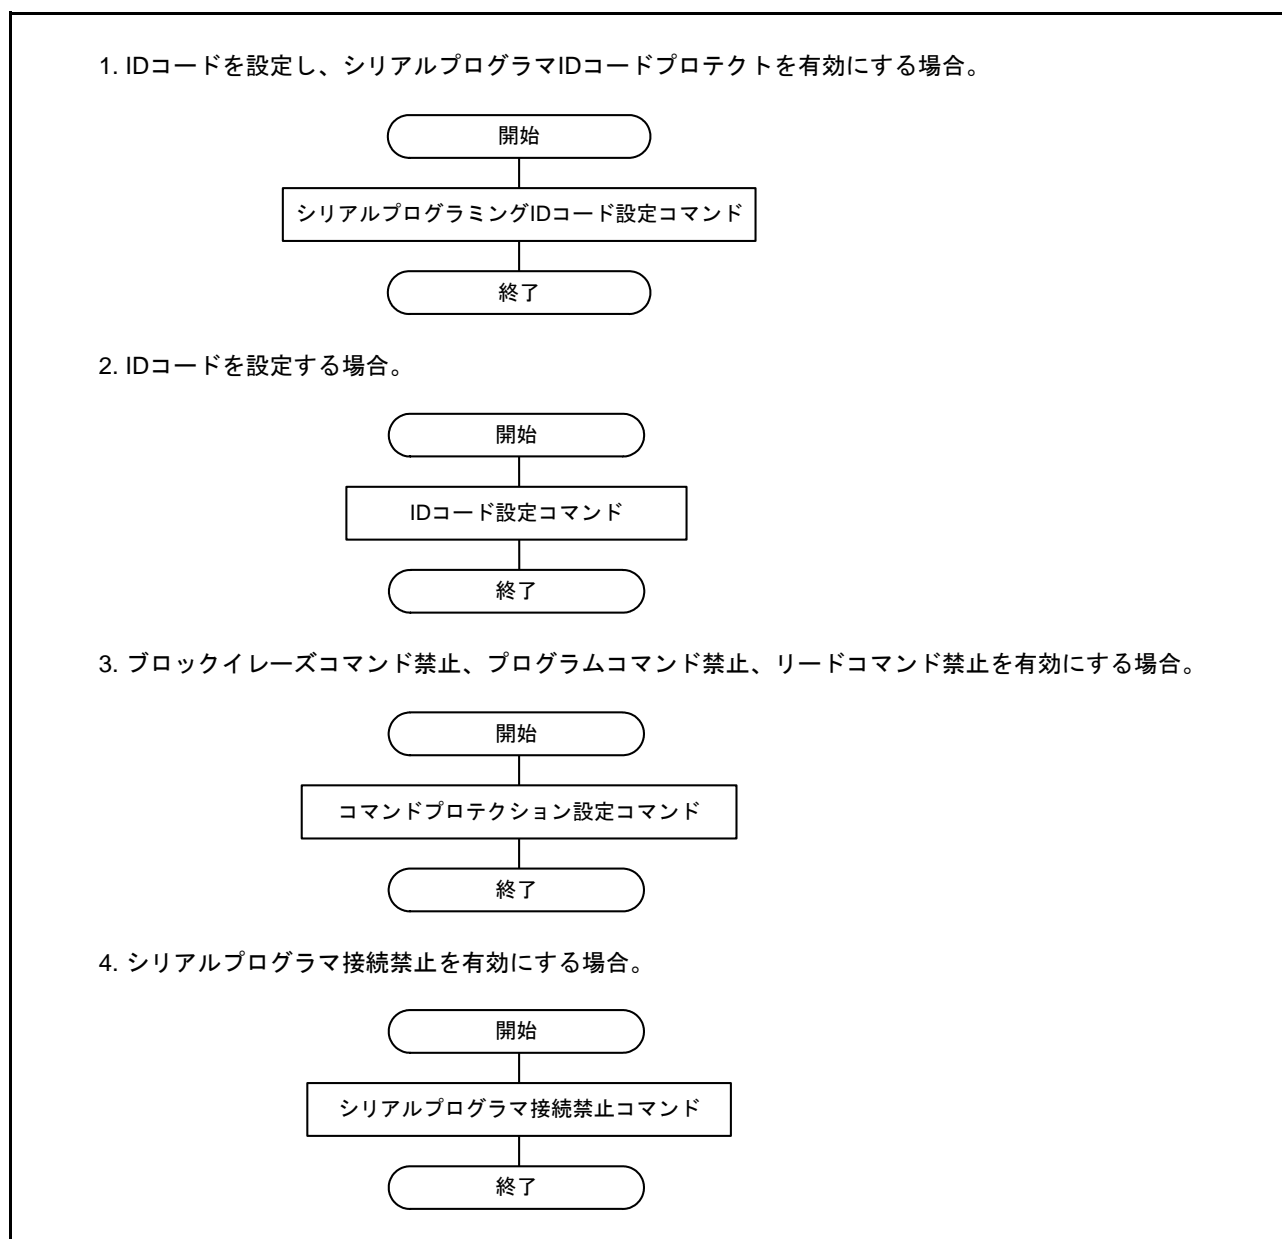 1. IDコードを設定し、シリアルプログラマIDコードプロテクトを有効にする場合。
開始
シリアルプログラミングIDコード設定コマンド
終了
2. IDコードを設定する場合。
開始
IDコード設定コマンド
終了
3. ブロックイレーズコマンド禁止、プログラムコマンド禁止、リードコマンド禁止を有効にする場合。
開始
コマンドプロテクション設定コマンド
終了
4. シリアルプログラマ接続禁止を有効にする場合。
開始
シリアルプログラマ接続禁止コマンド
終了